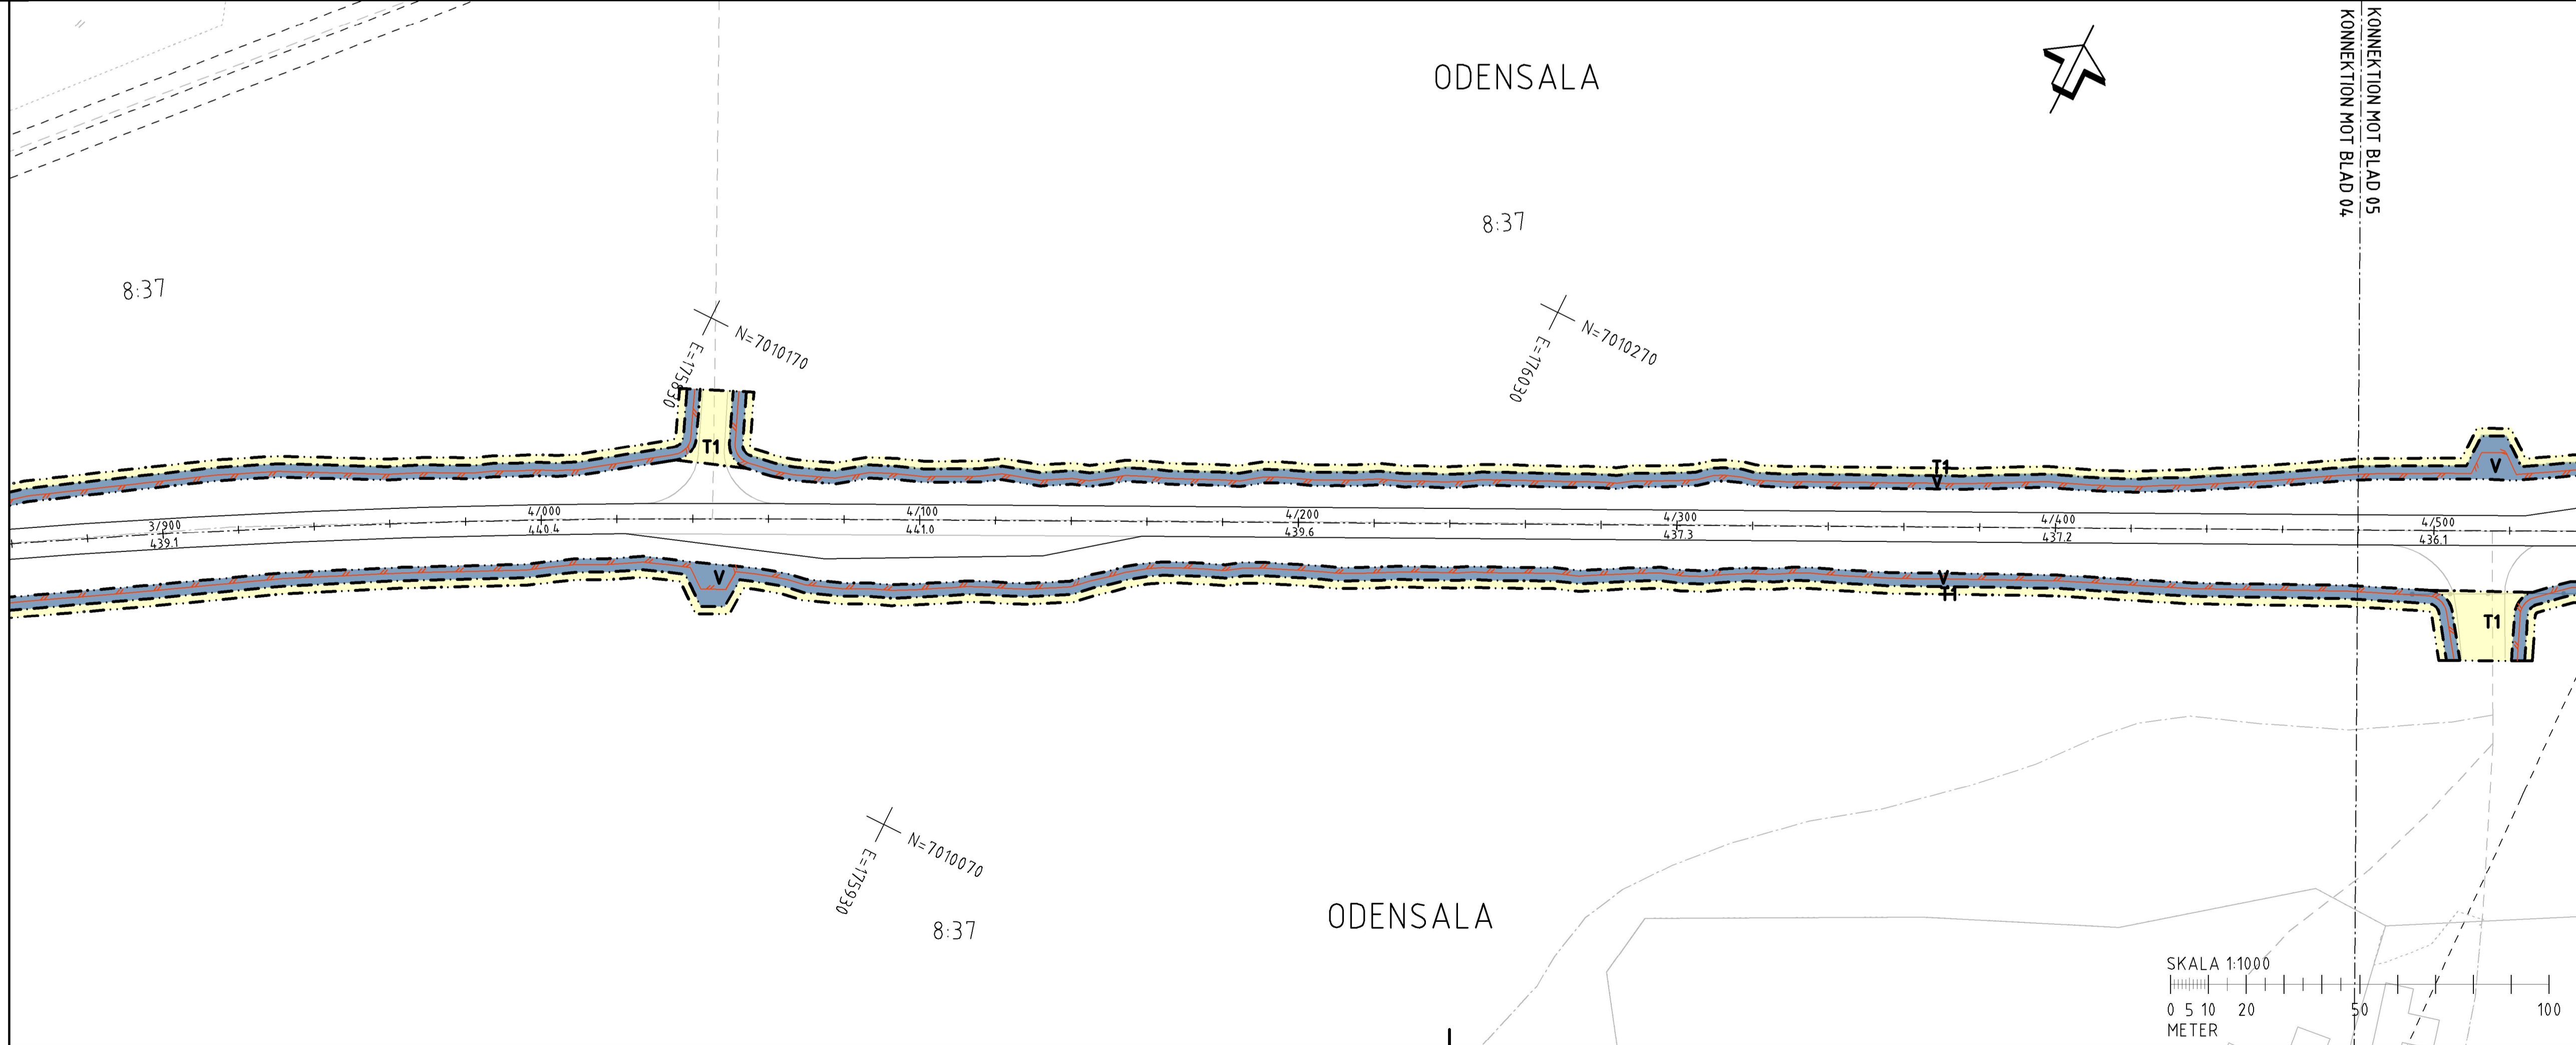 ODENSALA
KONNEKTION MOT BLAD 05
KONNEKTION MOT BLAD 04
8:37
8:37
N=7010170
E=175830
N=7010270
E=176030
T1
T1
V
V
3/900
439.1
4/000
440.4
4/100
441.0
4/200
439.6
4/300
437.3
4/400
437.2
4/500
436.1
V
V
T1
T1
N=7010070
E=175930
8:37
ODENSALA
SKALA 1:1000
0 5 10 20 50 100
METER